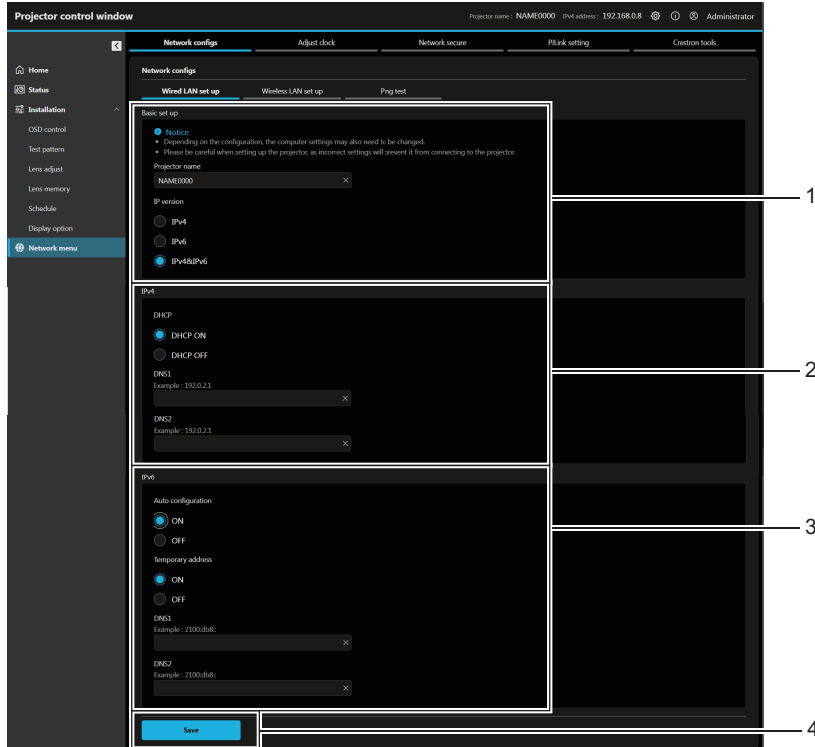 Projector control window
Projector name : NAME0000 IPv4 address : 192.168.0.8 Administrator
Network configs Adjust clock Network secure PJLink setting Crestron tools
Home
Status
Installation
OSD control
Test pattern
Lens adjust
Lens memory
Schedule
Display option
Network menu
Network configs
Wired LAN set up Wireless LAN set up Png test
Basic set up
Notice
• Depending on the configuration, the computer settings may also need to be changed.
• Please be careful when setting up the projector, as incorrect settings will prevent it from connecting to the projector.
Projector name
NAME0000
IP version
IPv4
IPv6
IPv4&IPv6
1
IPv4
DHCP
DHCP ON
DHCP OFF
DNS1
Example : 192.0.2.1
DNS2
Example : 192.0.2.1
2
IPv6
Auto configuration
ON
OFF
Temporary address
ON
OFF
DNS1
Example : 2100:db8::
DNS2
Example : 2100:db8::
3
Save
4